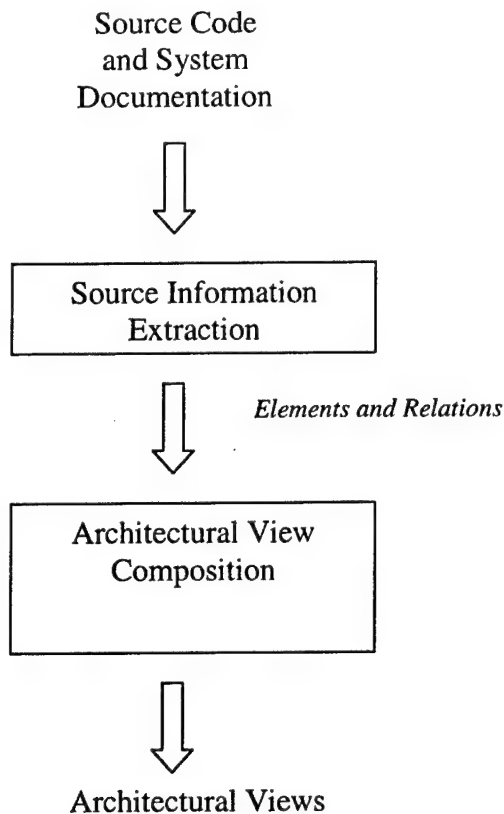 Source Code
and System
Documentation
Source Information
Extraction
Elements and Relations
Architectural View
Composition
Architectural Views